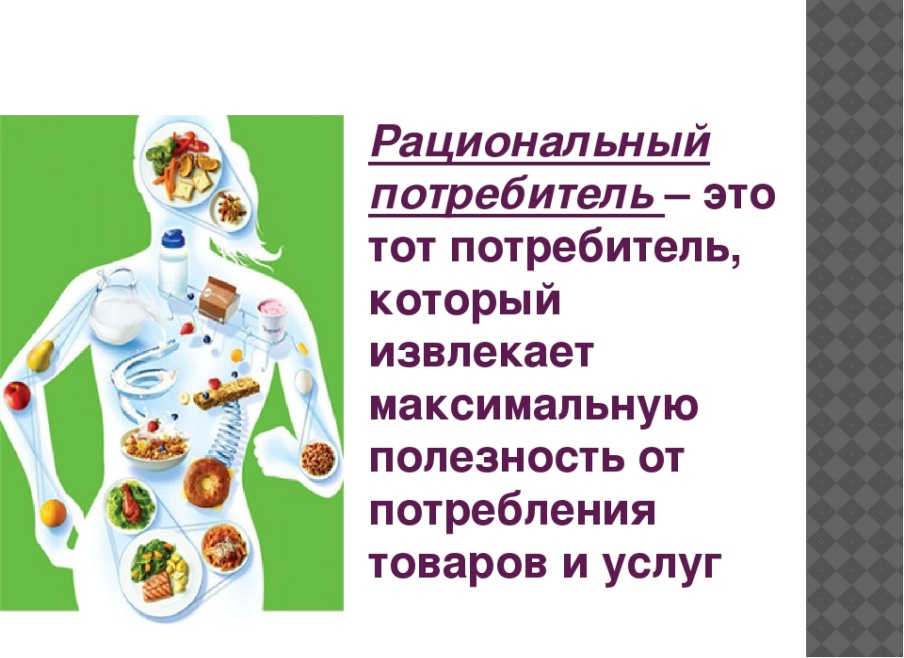 Рациональный
потребитель – это
тот потребитель,
который
извлекает
максимальную
полезность от
потребления
товаров и услуг